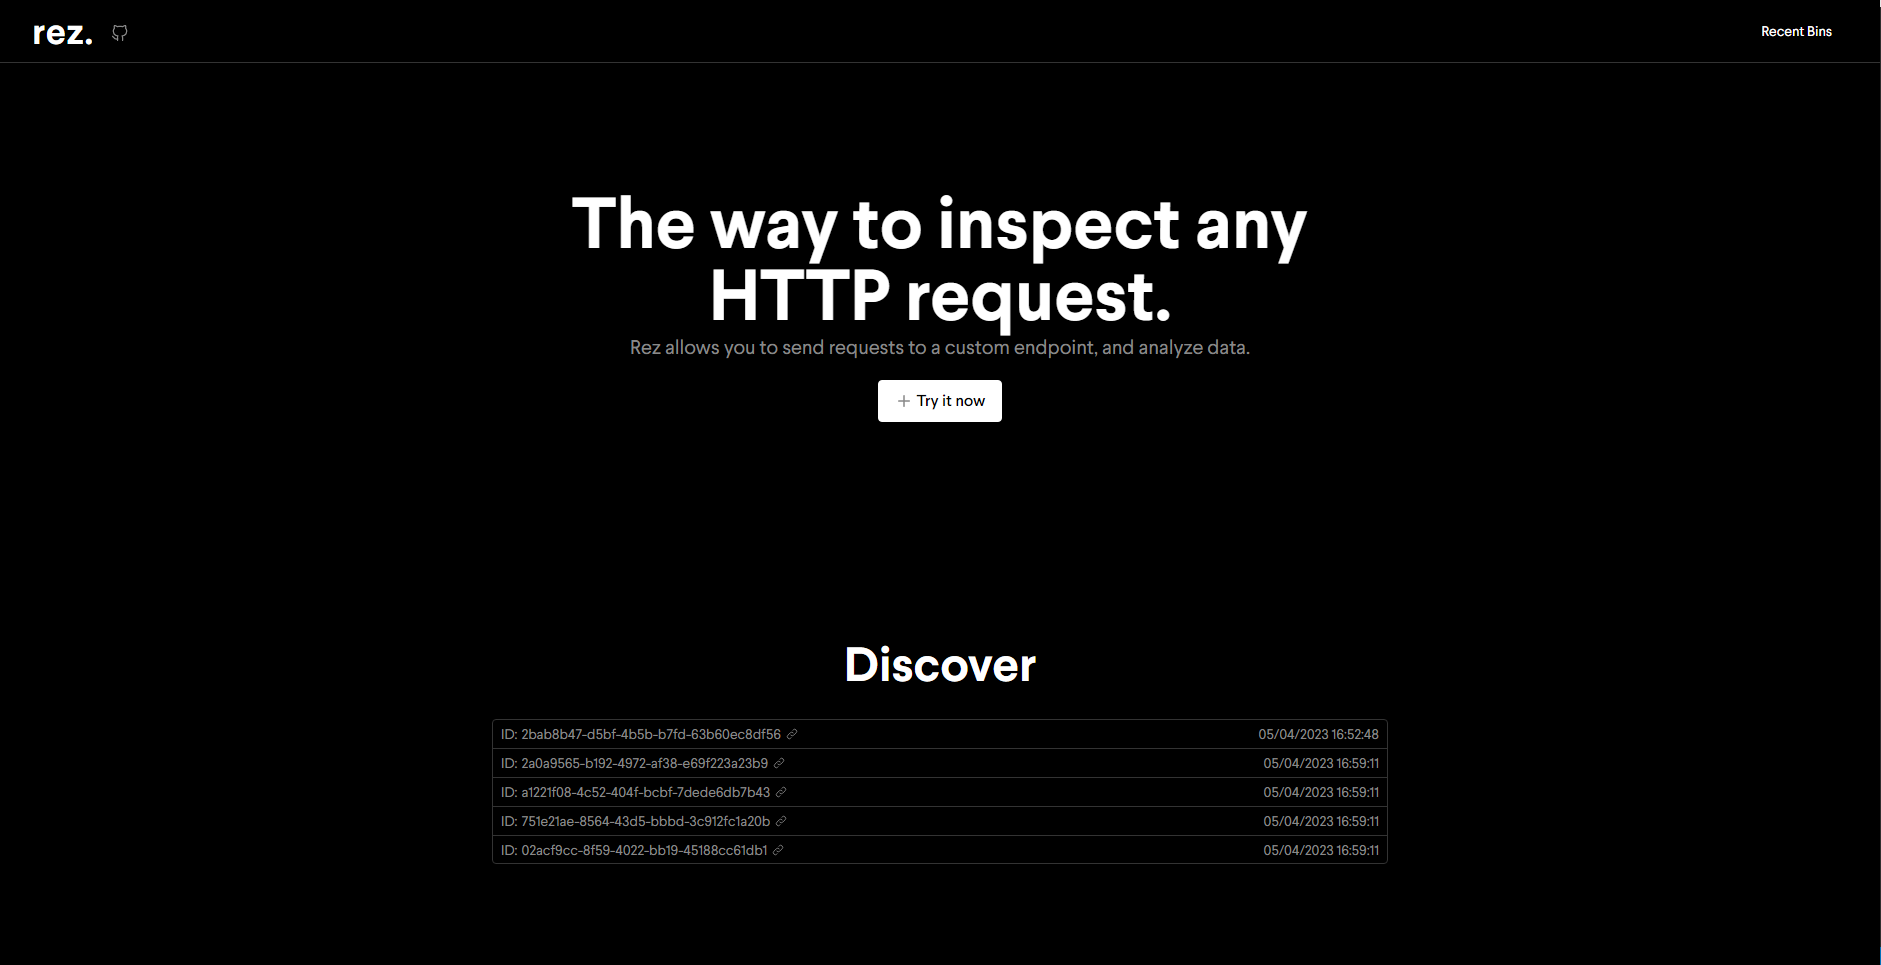 rez.
Recent Bins
The way to inspect any
HTTP request.
Rez allows you to send requests to a custom endpoint, and analyze data.
Try it now
Discover
ID: 2bab8b47-d5bf-4b5b-b7fd-63b60ec8df56 05/04/2023 16:52:48
ID: 2a0a9565-b192-4972-af38-e69f223a23b9 05/04/2023 16:59:11
ID: a1221f08-4c52-404f-bcbf-7dede6db7b43 05/04/2023 16:59:11
ID: 751e21ae-8564-43d5-bbbd-3c912fc1a20b 05/04/2023 16:59:11
ID: 02acf9cc-8f59-4022-bb19-45188cc61db1 05/04/2023 16:59:11